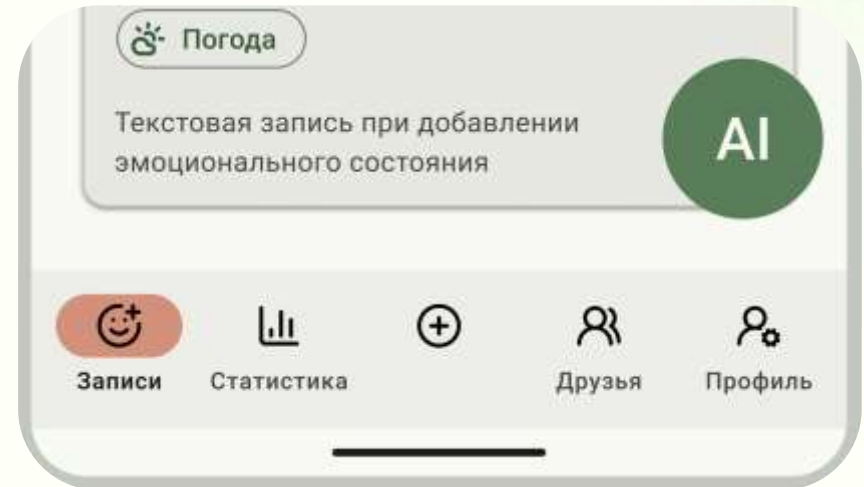 Погода
Текстовая запись при добавлении
эмоционального состояния
AI
Записи
Статистика
Друзья
Профиль